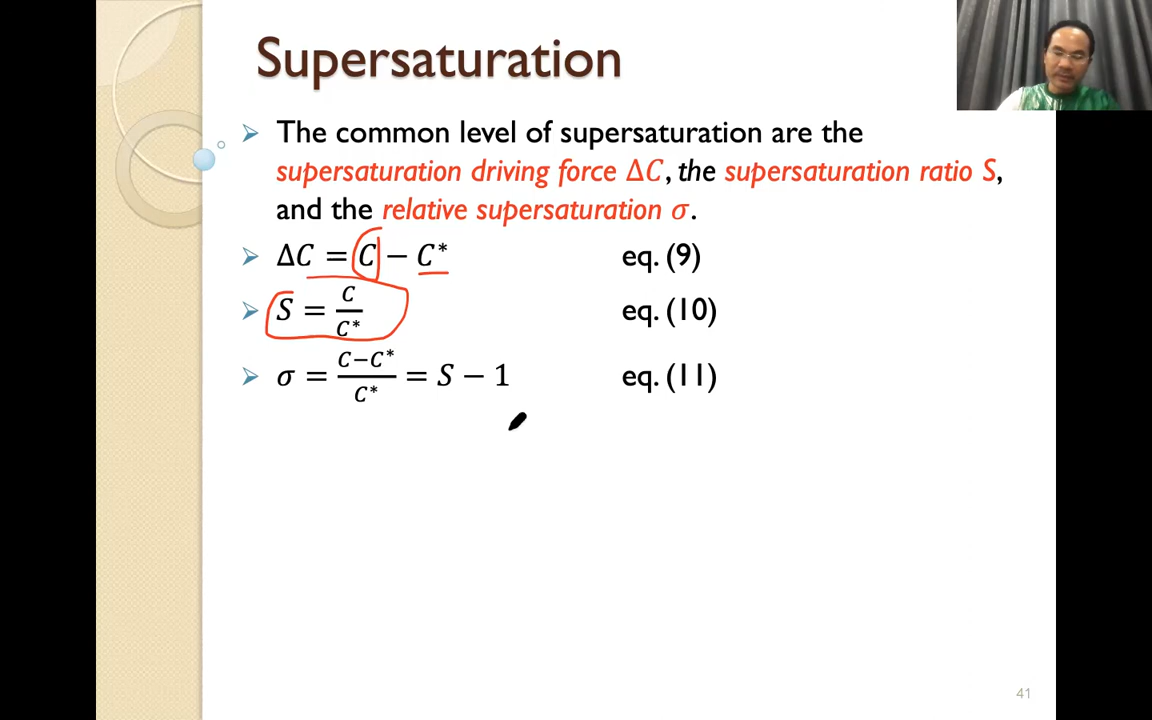 Supersaturation
➢ The common level of supersaturation are the
supersaturation driving force Δ𝐶, the supersaturation ratio S,
and the relative supersaturation 𝜎.
➢ Δ𝐶 = 𝐶 − 𝐶* eq. (9)
➢ 𝑆 = 𝐶/𝐶* eq. (10)
➢ 𝜎 = (𝐶−𝐶*)/𝐶* = 𝑆 − 1 eq. (11)
41